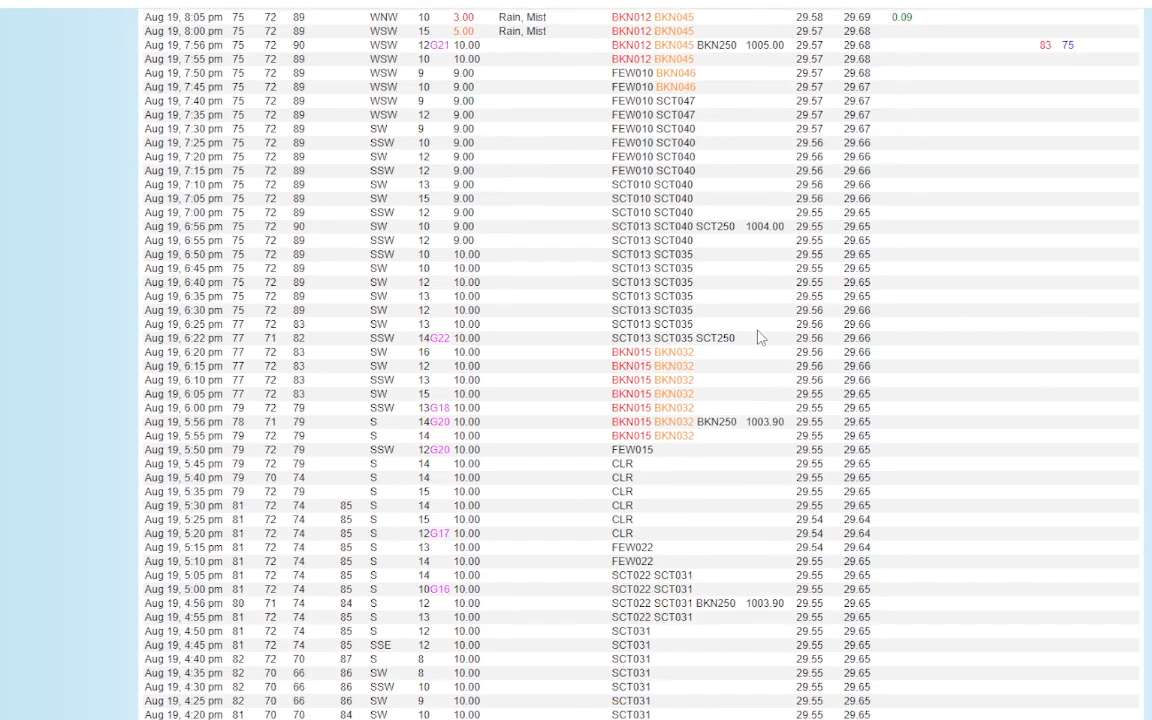 Aug 19, 8:05 pm 75 72 89 WNW 10 3.00 Rain, Mist BKN012 BKN045 29.58 29.69 0.09
Aug 19, 8:00 pm 75 72 89 WSW 15 5.00 Rain, Mist BKN012 BKN045 29.57 29.68
Aug 19, 7:56 pm 75 72 90 WSW 12G21 10.00 BKN012 BKN045 BKN250 1005.00 29.57 29.68 83 75
Aug 19, 7:55 pm 75 72 89 WSW 10 10.00 BKN012 BKN045 29.57 29.68
Aug 19, 7:50 pm 75 72 89 WSW 9 9.00 FEW010 BKN046 29.57 29.68
Aug 19, 7:45 pm 75 72 89 WSW 10 9.00 FEW010 BKN046 29.57 29.67
Aug 19, 7:40 pm 75 72 89 WSW 9 9.00 FEW010 SCT047 29.57 29.67
Aug 19, 7:35 pm 75 72 89 WSW 12 9.00 FEW010 SCT047 29.57 29.67
Aug 19, 7:30 pm 75 72 89 SW 9 9.00 FEW010 SCT040 29.57 29.67
Aug 19, 7:25 pm 75 72 89 SSW 10 9.00 FEW010 SCT040 29.56 29.66
Aug 19, 7:20 pm 75 72 89 SW 12 9.00 FEW010 SCT040 29.56 29.66
Aug 19, 7:15 pm 75 72 89 SSW 12 9.00 FEW010 SCT040 29.56 29.66
Aug 19, 7:10 pm 75 72 89 SW 13 9.00 SCT010 SCT040 29.56 29.66
Aug 19, 7:05 pm 75 72 89 SW 15 9.00 SCT010 SCT040 29.56 29.66
Aug 19, 7:00 pm 75 72 89 SSW 12 9.00 SCT010 SCT040 29.55 29.66
Aug 19, 6:56 pm 75 72 90 SW 10 9.00 SCT013 SCT040 SCT250 1004.00 29.55 29.65
Aug 19, 6:55 pm 75 72 89 SSW 12 9.00 SCT013 SCT040 29.55 29.65
Aug 19, 6:50 pm 75 72 89 SSW 10 10.00 SCT013 SCT035 29.55 29.65
Aug 19, 6:45 pm 75 72 89 SW 10 10.00 SCT013 SCT035 29.55 29.65
Aug 19, 6:40 pm 75 72 89 SW 12 10.00 SCT013 SCT035 29.55 29.65
Aug 19, 6:35 pm 75 72 89 SW 13 10.00 SCT013 SCT035 29.55 29.65
Aug 19, 6:30 pm 75 72 89 SW 12 10.00 SCT013 SCT035 29.56 29.66
Aug 19, 6:25 pm 77 72 83 SW 13 10.00 SCT013 SCT035 29.56 29.66
Aug 19, 6:22 pm 77 71 82 SSW 14G22 10.00 SCT013 SCT035 SCT250 29.56 29.66
Aug 19, 6:20 pm 77 72 83 SW 16 10.00 BKN015 BKN032 29.56 29.66
Aug 19, 6:15 pm 77 72 83 SW 12 10.00 BKN015 BKN032 29.56 29.66
Aug 19, 6:10 pm 77 72 83 SSW 13 10.00 BKN015 BKN032 29.56 29.66
Aug 19, 6:05 pm 77 72 83 SW 15 10.00 BKN015 BKN032 29.55 29.65
Aug 19, 6:00 pm 79 72 79 SSW 13G18 10.00 BKN015 BKN032 29.55 29.65
Aug 19, 5:56 pm 78 71 79 S 14G20 10.00 BKN015 BKN032 BKN250 1003.90 29.55 29.65
Aug 19, 5:55 pm 79 72 79 S 14 10.00 BKN015 BKN032 29.55 29.65
Aug 19, 5:50 pm 79 72 79 SSW 12G20 10.00 FEW015 29.55 29.65
Aug 19, 5:45 pm 79 72 79 S 14 10.00 CLR 29.55 29.65
Aug 19, 5:40 pm 79 70 74 S 14 10.00 CLR 29.55 29.65
Aug 19, 5:35 pm 79 72 79 S 15 10.00 CLR 29.55 29.65
Aug 19, 5:30 pm 81 72 74 85 S 14 10.00 CLR 29.55 29.65
Aug 19, 5:25 pm 81 72 74 85 S 15 10.00 CLR 29.54 29.64
Aug 19, 5:20 pm 81 72 74 85 S 12G17 10.00 CLR 29.54 29.64
Aug 19, 5:15 pm 81 72 74 85 S 13 10.00 FEW022 29.54 29.64
Aug 19, 5:10 pm 81 72 74 85 S 14 10.00 FEW022 29.55 29.65
Aug 19, 5:05 pm 81 72 74 85 S 14 10.00 SCT022 SCT031 29.55 29.65
Aug 19, 5:00 pm 81 72 74 85 S 10G16 10.00 SCT022 SCT031 29.55 29.65
Aug 19, 4:56 pm 80 71 74 84 S 12 10.00 SCT022 SCT031 BKN250 1003.90 29.55 29.65
Aug 19, 4:55 pm 81 72 74 85 S 13 10.00 SCT022 SCT031 29.55 29.65
Aug 19, 4:50 pm 81 72 74 85 S 12 10.00 SCT031 29.55 29.65
Aug 19, 4:45 pm 81 72 74 85 SSE 12 10.00 SCT031 29.55 29.65
Aug 19, 4:40 pm 82 72 70 87 S 8 10.00 SCT031 29.55 29.65
Aug 19, 4:35 pm 82 70 66 86 SW 8 10.00 SCT031 29.55 29.65
Aug 19, 4:30 pm 82 70 66 86 SSW 10 10.00 SCT031 29.55 29.65
Aug 19, 4:25 pm 82 70 66 86 SW 9 10.00 SCT031 29.55 29.65
Aug 19, 4:20 pm 81 70 70 84 SW 10 10.00 SCT031 29.55 29.65